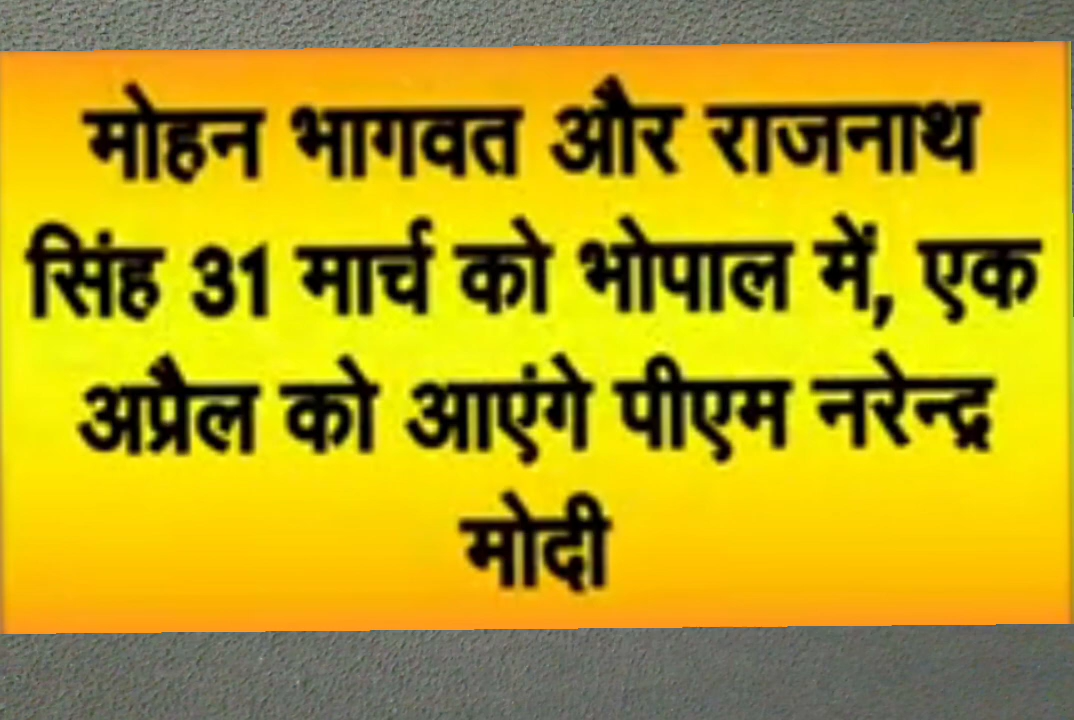 मोहन भागवत और राजनाथ
सिंह 31 मार्च को भोपाल में, एक
अप्रैल को आएंगे पीएम नरेन्द्र
मोदी